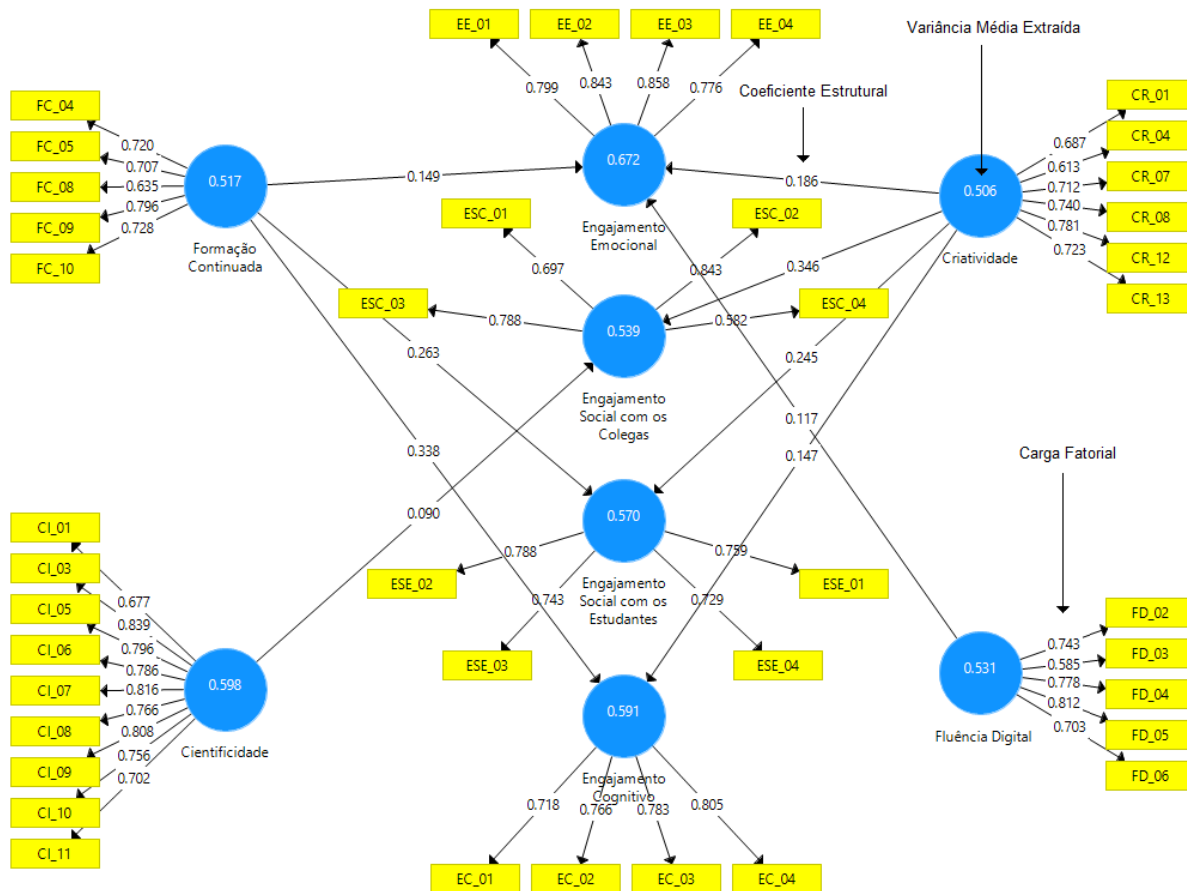 EE_01
EE_02
EE_03
EE_04
Variância Média Extraída
Coeficiente Estrutural
0.799
0.843
0.858
0.776
FC_04
FC_05
FC_08
FC_09
FC_10
0.720
0.707
0.635
0.796
0.728
0.517
Formação
Continuada
0.149
0.672
Engajamento
Emocional
0.186
0.506
Criatividade
0.687
0.613
0.712
0.740
0.781
0.723
CR_01
CR_04
CR_07
CR_08
CR_12
CR_13
ESC_01
ESC_02
0.697
0.843
0.346
ESC_03
0.788
0.539
0.582
ESC_04
Engajamento
Social com os
Colegas
0.263
0.245
0.338
0.117
0.147
0.090
Carga Fatorial
0.570
Engajamento
Social com os
Estudantes
0.788
0.759
0.743
0.729
ESE_02
ESE_01
ESE_03
ESE_04
CI_01
CI_03
CI_05
CI_06
CI_07
CI_08
CI_09
CI_10
CI_11
0.677
0.839
0.796
0.786
0.816
0.766
0.808
0.756
0.702
0.598
Cientificidade
0.531
Fluência Digital
0.743
0.585
0.778
0.812
0.703
FD_02
FD_03
FD_04
FD_05
FD_06
0.591
Engajamento
Cognitivo
0.718
0.766
0.783
0.805
EC_01
EC_02
EC_03
EC_04